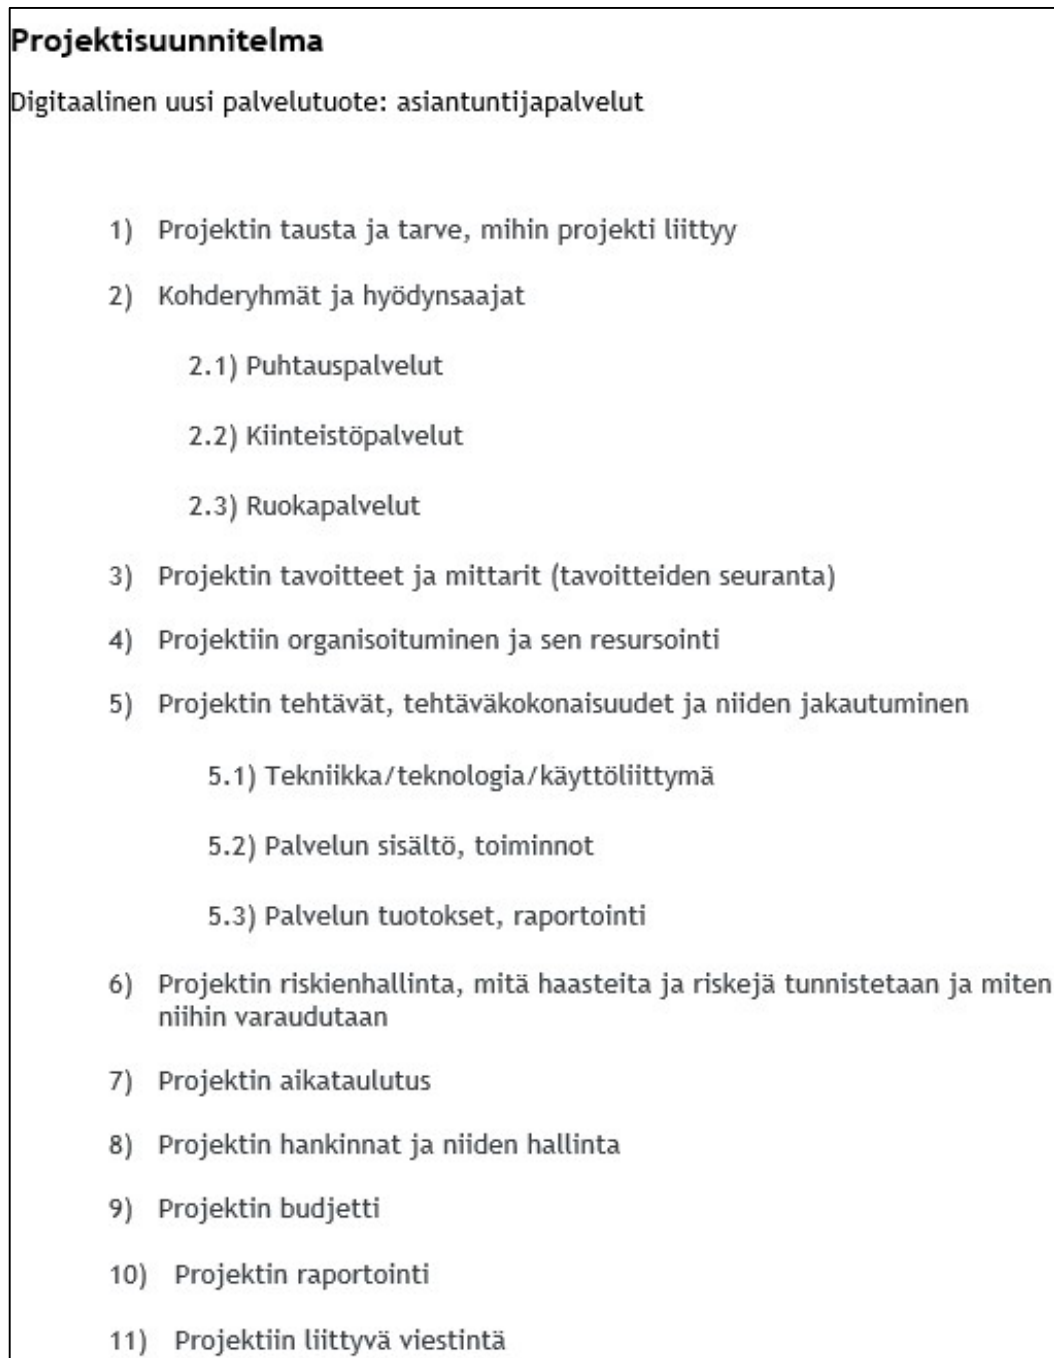 Projektisuunnitelma
Digitaalinen uusi palvelutuote: asiantuntijapalvelut
1) Projektin tausta ja tarve, mihin projekti liittyy
2) Kohderyhmät ja hyödynsaajat
2.1) Puhtauspalvelut
2.2) Kiinteistöpalvelut
2.3) Ruokapalvelut
3) Projektin tavoitteet ja mittarit (tavoitteiden seuranta)
4) Projektiin organisoituminen ja sen resursointi
5) Projektin tehtävät, tehtäväkokonaisuudet ja niiden jakautuminen
5.1) Tekniikka/teknologia/käyttöliittymä
5.2) Palvelun sisältö, toiminnot
5.3) Palvelun tuotokset, raportointi
6) Projektin riskienhallinta, mitä haasteita ja riskejä tunnistetaan ja miten
niihin varaudutaan
7) Projektin aikataulutus
8) Projektin hankinnat ja niiden hallinta
9) Projektin budjetti
10) Projektin raportointi
11) Projektiin liittyvä viestintä